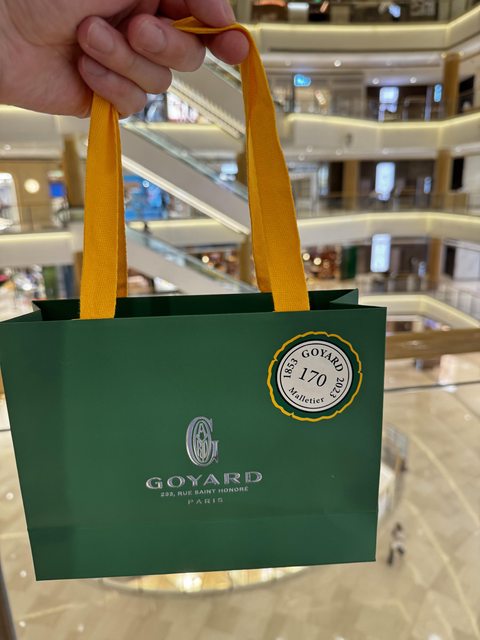 1853 GOYARD 2023
170
Malletier
GOYARD
233, RUE SAINT HONORÉ
PARIS